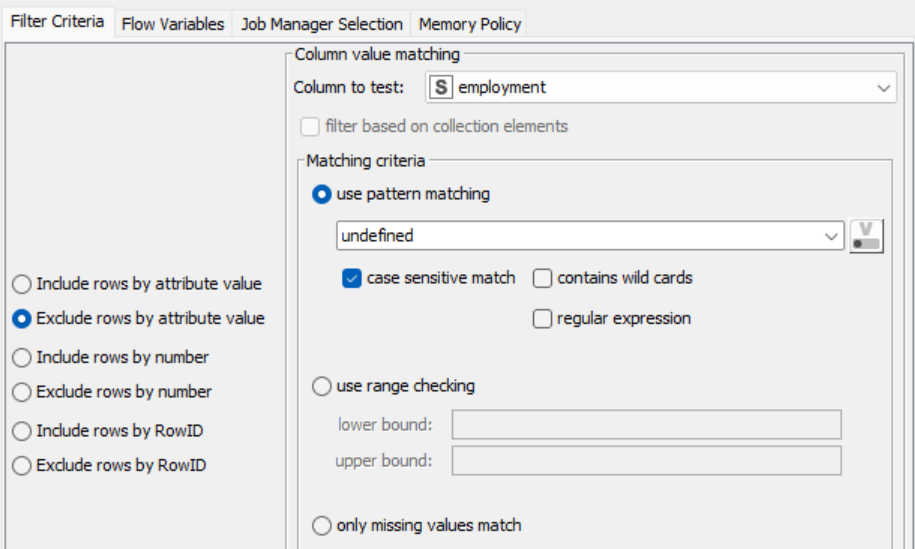 Filter Criteria Flow Variables Job Manager Selection Memory Policy
Column value matching
Column to test: S employment
filter based on collection elements
Matching criteria
use pattern matching
undefined
V
case sensitive match contains wild cards
regular expression
use range checking
lower bound:
upper bound:
only missing values match
Include rows by attribute value
Exclude rows by attribute value
Include rows by number
Exclude rows by number
Include rows by RowID
Exclude rows by RowID